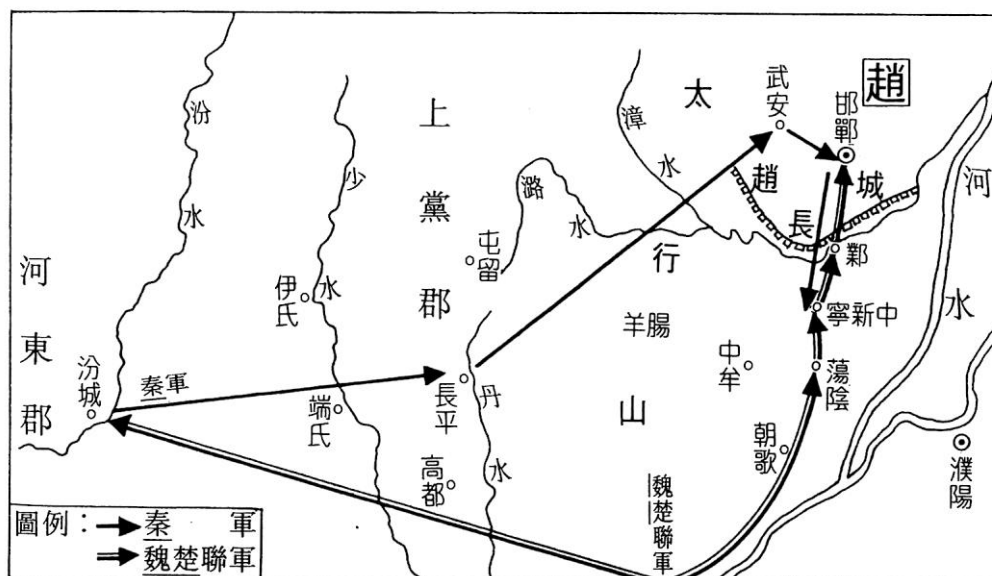 趙
邯鄲
武安
太
行
山
漳水
趙長城
河水
鄴
寧新中
蕩陰
中牟
朝歌
濮陽
羊腸
潞水
屯留
上黨郡
少水
伊氏
端氏
長平
丹水
高都
汾水
河東郡
汾城
秦軍
魏楚聯軍
圖例：
秦軍
魏楚聯軍